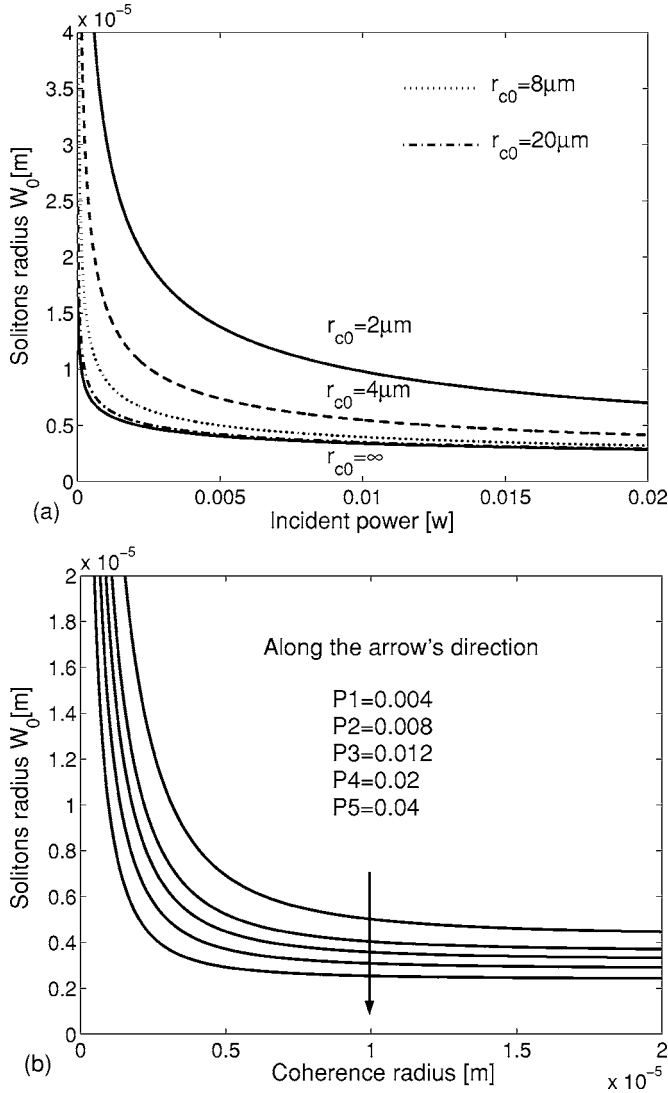 x 10⁻⁵
4
3.5
3
2.5
2
1.5
1
0.5
0
Solitons radius W₀[m]
r_c0=8μm
r_c0=20μm
r_c0=2μm
r_c0=4μm
r_c0=∞
0 0.005 0.01 0.015 0.02
(a) Incident power [w]
x 10⁻⁵
2
1.8
1.6
1.4
1.2
1
0.8
0.6
0.4
0.2
0
Solitons radius W₀[m]
Along the arrow's direction
P1=0.004
P2=0.008
P3=0.012
P4=0.02
P5=0.04
0 0.5 1 1.5 2
(b) Coherence radius [m] x 10⁻⁵